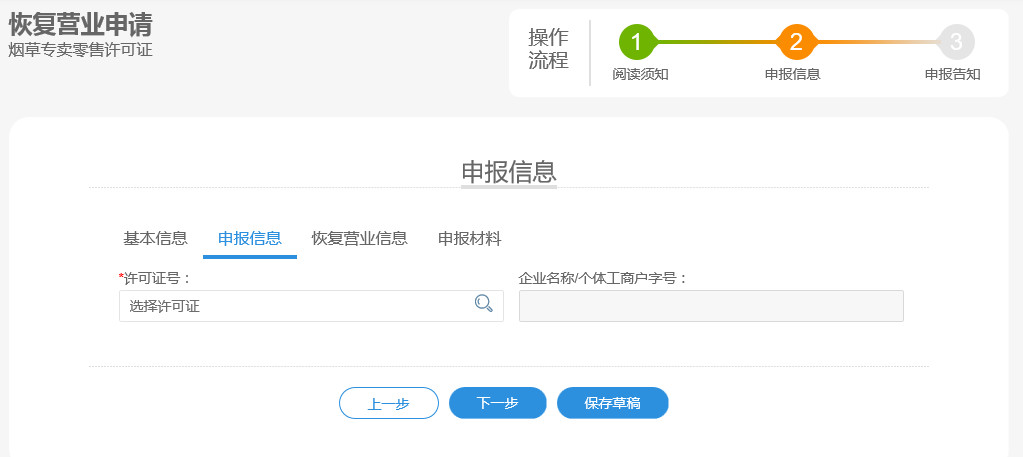 恢复营业申请
烟草专卖零售许可证
操作
流程
1
2
3
阅读须知
申报信息
申报告知
申报信息
基本信息
申报信息
恢复营业信息
申报材料
*许可证号：
企业名称/个体工商户字号：
选择许可证
上一步
下一步
保存草稿